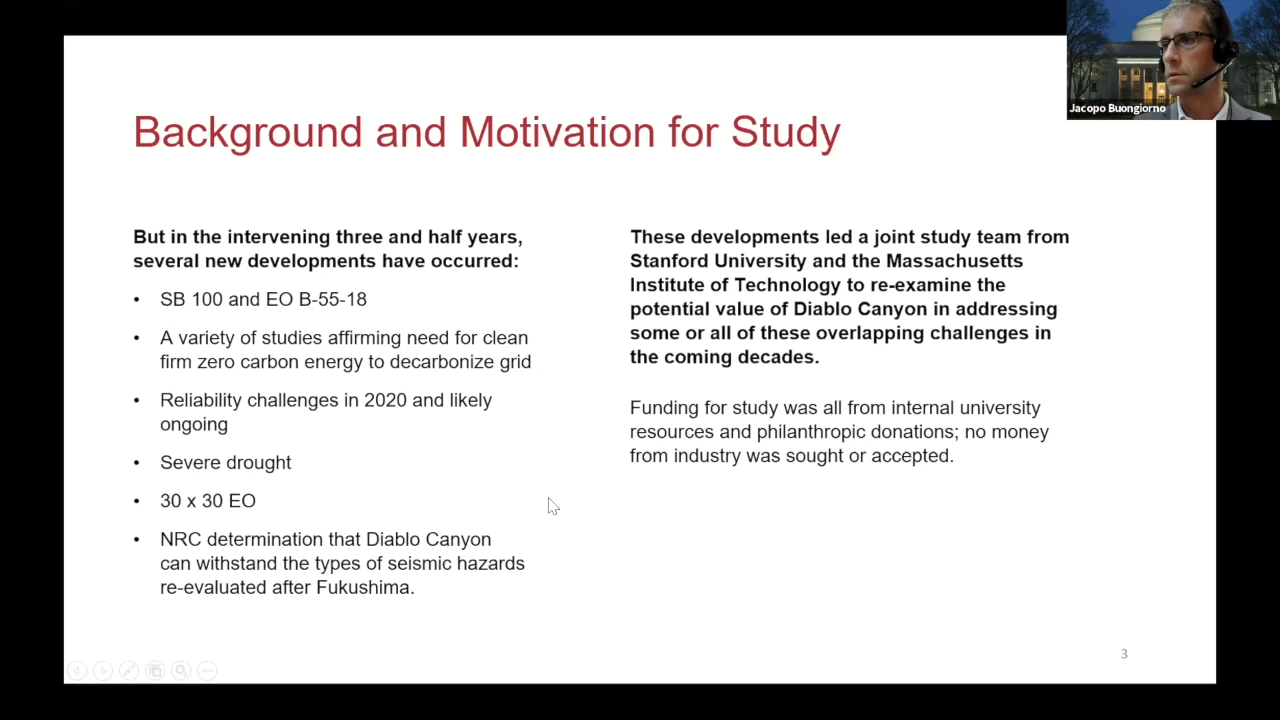 Jacopo Buongiorno
Background and Motivation for Study
But in the intervening three and half years,
several new developments have occurred:
• SB 100 and EO B-55-18
• A variety of studies affirming need for clean
firm zero carbon energy to decarbonize grid
• Reliability challenges in 2020 and likely
ongoing
• Severe drought
• 30 x 30 EO
• NRC determination that Diablo Canyon
can withstand the types of seismic hazards
re-evaluated after Fukushima.
These developments led a joint study team from
Stanford University and the Massachusetts
Institute of Technology to re-examine the
potential value of Diablo Canyon in addressing
some or all of these overlapping challenges in
the coming decades.
Funding for study was all from internal university
resources and philanthropic donations; no money
from industry was sought or accepted.
3